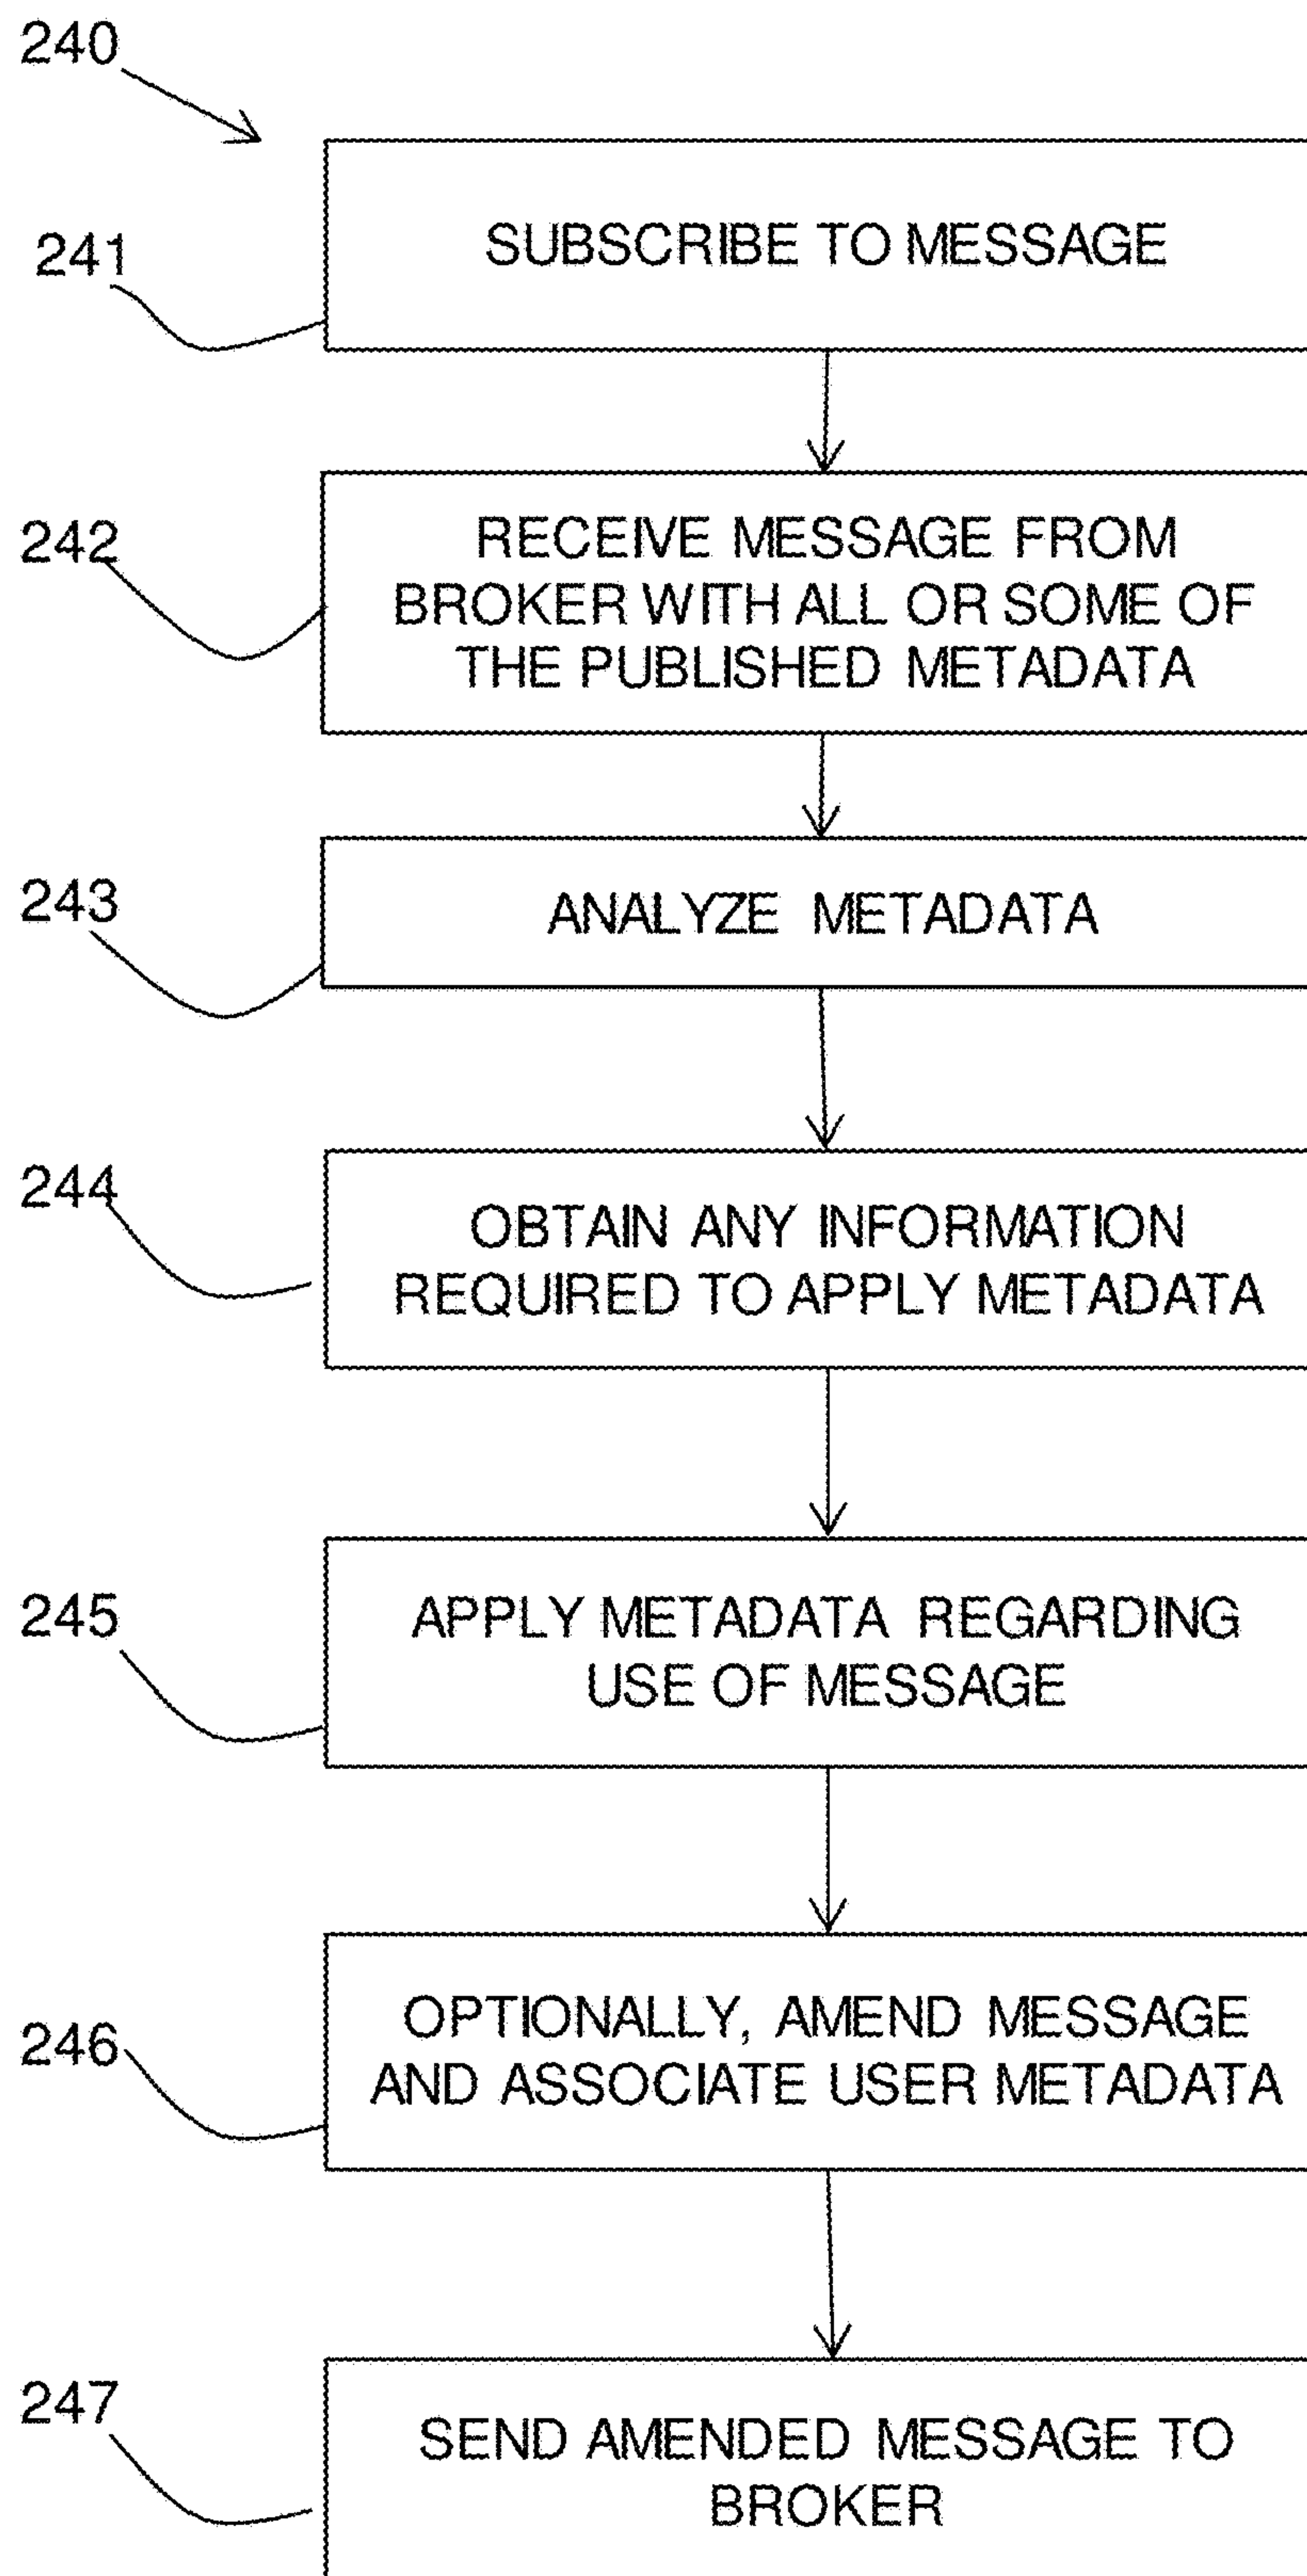 240
241
SUBSCRIBE TO MESSAGE
242
RECEIVE MESSAGE FROM
BROKER WITH ALL OR SOME OF
THE PUBLISHED METADATA
243
ANALYZE METADATA
244
OBTAIN ANY INFORMATION
REQUIRED TO APPLY METADATA
245
APPLY METADATA REGARDING
USE OF MESSAGE
246
OPTIONALLY, AMEND MESSAGE
AND ASSOCIATE USER METADATA
247
SEND AMENDED MESSAGE TO
BROKER